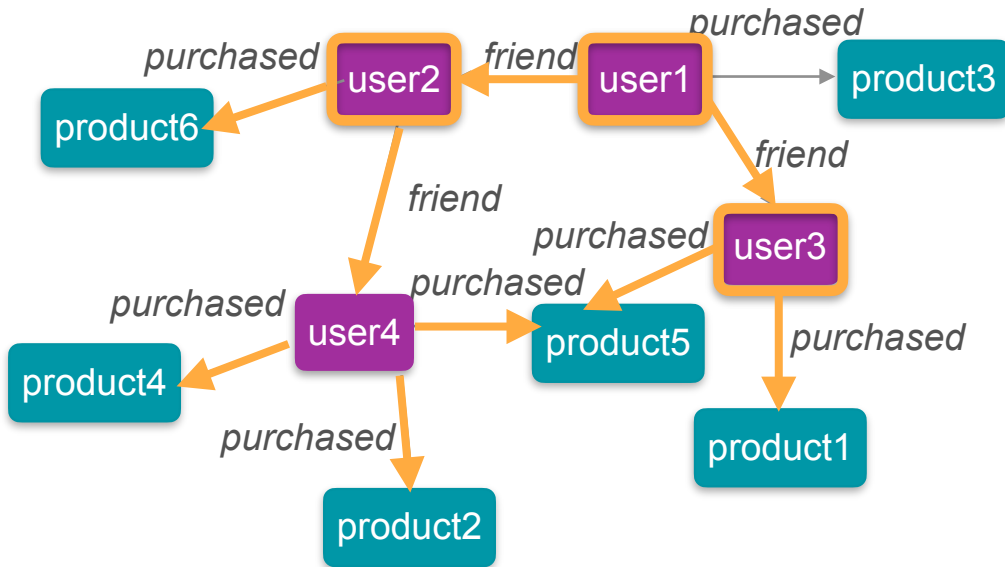 purchased
purchased
friend
user2
user1
product3
product6
friend
friend
purchased
user3
purchased
purchased
user4
product5
purchased
product4
purchased
product1
product2